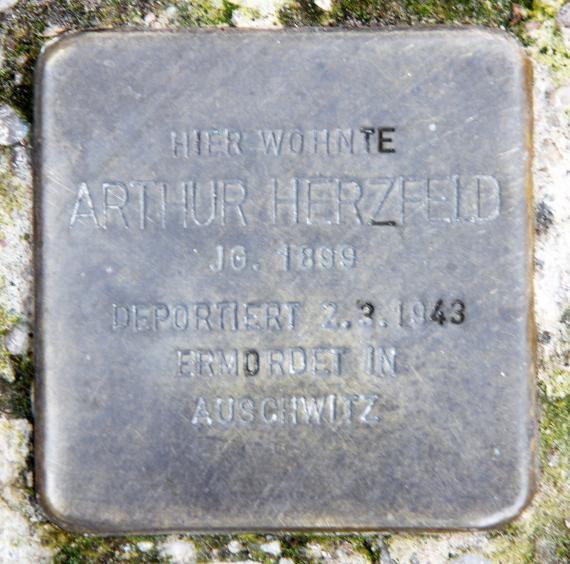 HIER WOHNTE
ARTHUR HERZFELD
JG. 1899
DEPORTIERT 2.3.1943
ERMORDET IN
AUSCHWITZ